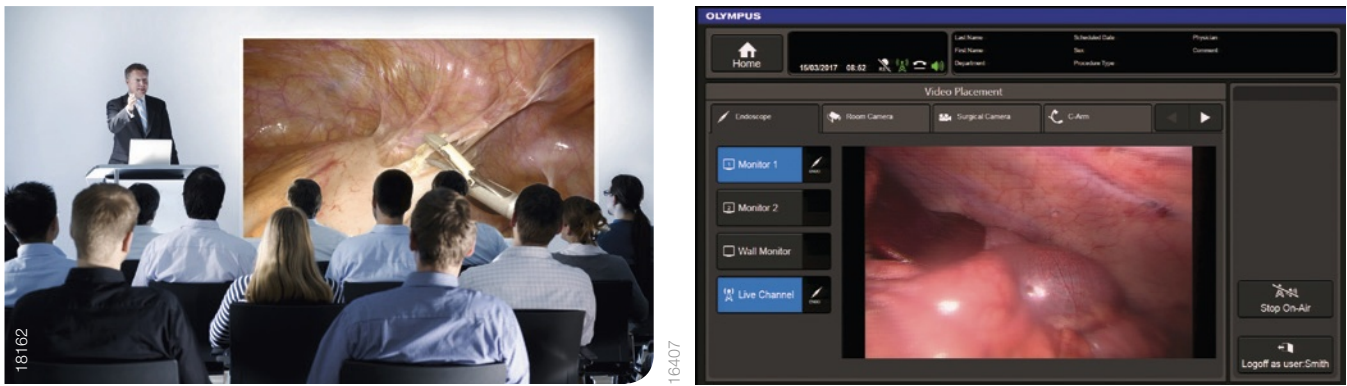 18162
16407
OLYMPUS
Home
15/03/2017 08:52
Last Name:
First Name:
Department:
Scheduled Date:
Sex:
Procedure Type:
Physician:
Comment:
Video Placement
Endoscope
Room Camera
Surgical Camera
C-Arm
1 Monitor 1
2 Monitor 2
Wall Monitor
Live Channel
Stop On-Air
Logoff as user:Smith